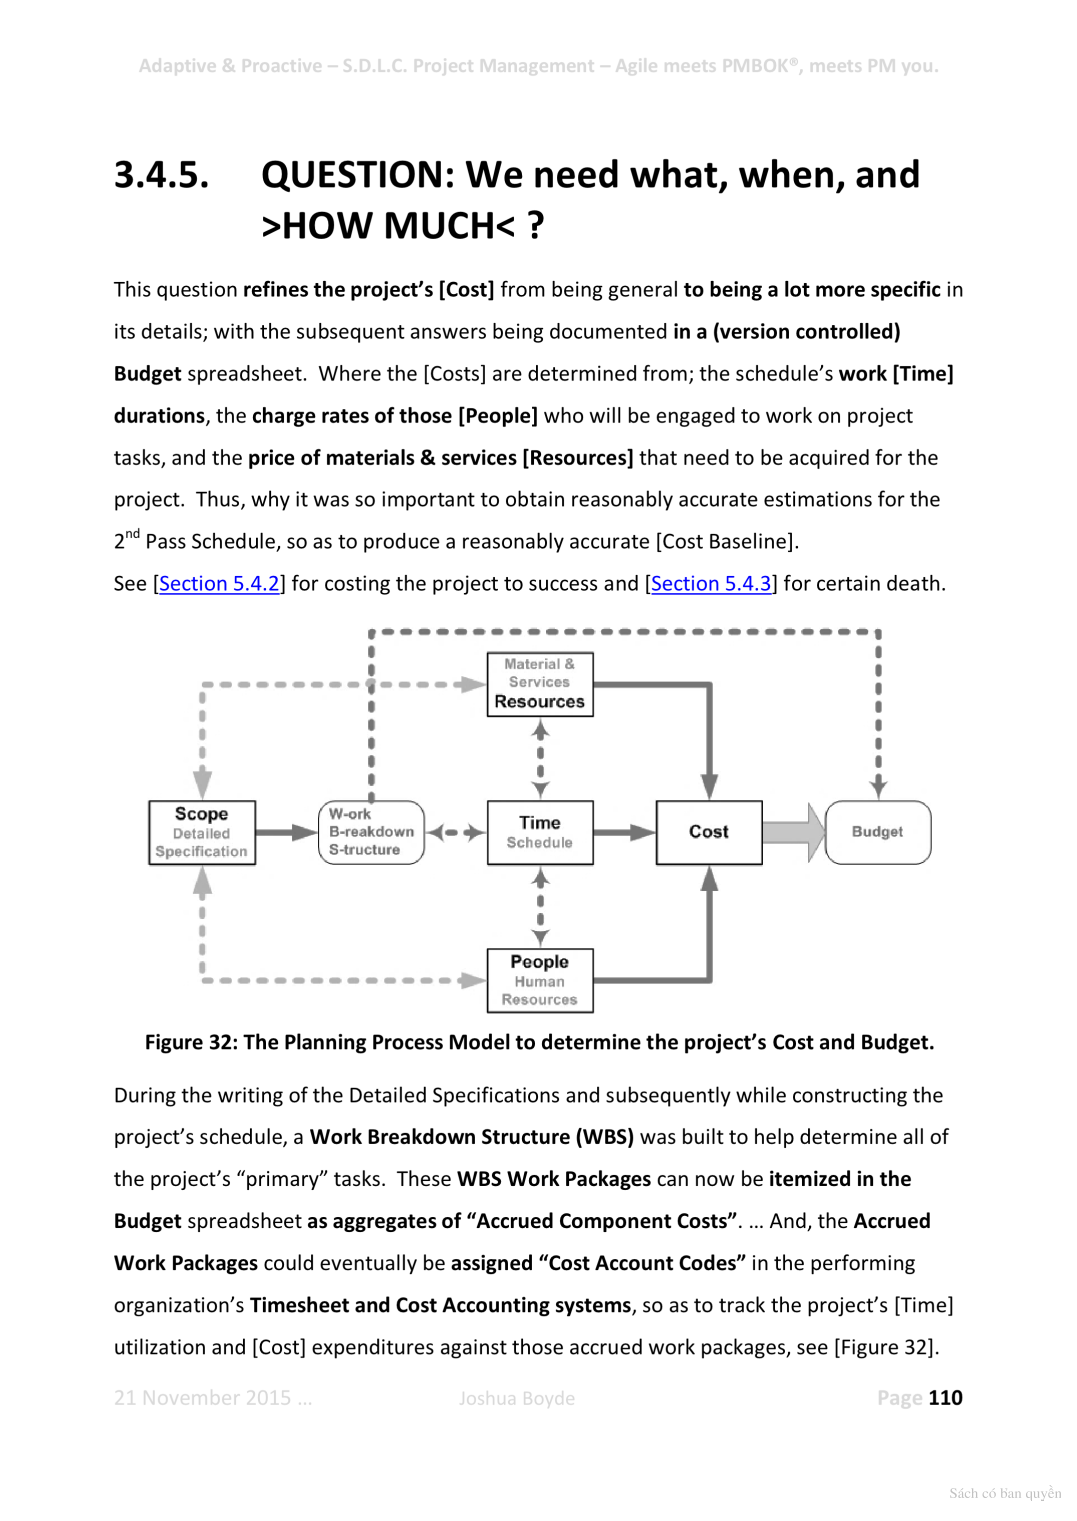 Adaptive & Proactive – S.D.L.C. Project Management – Agile meets PMBOK®, meets PM you.
3.4.5. QUESTION: We need what, when, and
>HOW MUCH< ?
This question refines the project’s [Cost] from being general to being a lot more specific in
its details; with the subsequent answers being documented in a (version controlled)
Budget spreadsheet.  Where the [Costs] are determined from; the schedule’s work [Time]
durations, the charge rates of those [People] who will be engaged to work on project
tasks, and the price of materials & services [Resources] that need to be acquired for the
project.  Thus, why it was so important to obtain reasonably accurate estimations for the
2nd Pass Schedule, so as to produce a reasonably accurate [Cost Baseline].
See [Section 5.4.2] for costing the project to success and [Section 5.4.3] for certain death.
Material &
Services
Resources
Scope
Detailed
Specification
W-ork
B-reakdown
S-tructure
Time
Schedule
Cost
Budget
People
Human
Resources
Figure 32: The Planning Process Model to determine the project’s Cost and Budget.
During the writing of the Detailed Specifications and subsequently while constructing the
project’s schedule, a Work Breakdown Structure (WBS) was built to help determine all of
the project’s “primary” tasks.  These WBS Work Packages can now be itemized in the
Budget spreadsheet as aggregates of “Accrued Component Costs”. … And, the Accrued
Work Packages could eventually be assigned “Cost Account Codes” in the performing
organization’s Timesheet and Cost Accounting systems, so as to track the project’s [Time]
utilization and [Cost] expenditures against those accrued work packages, see [Figure 32].
21 November 2015 … Joshua Boyde Page 110
Sách có bản quyền